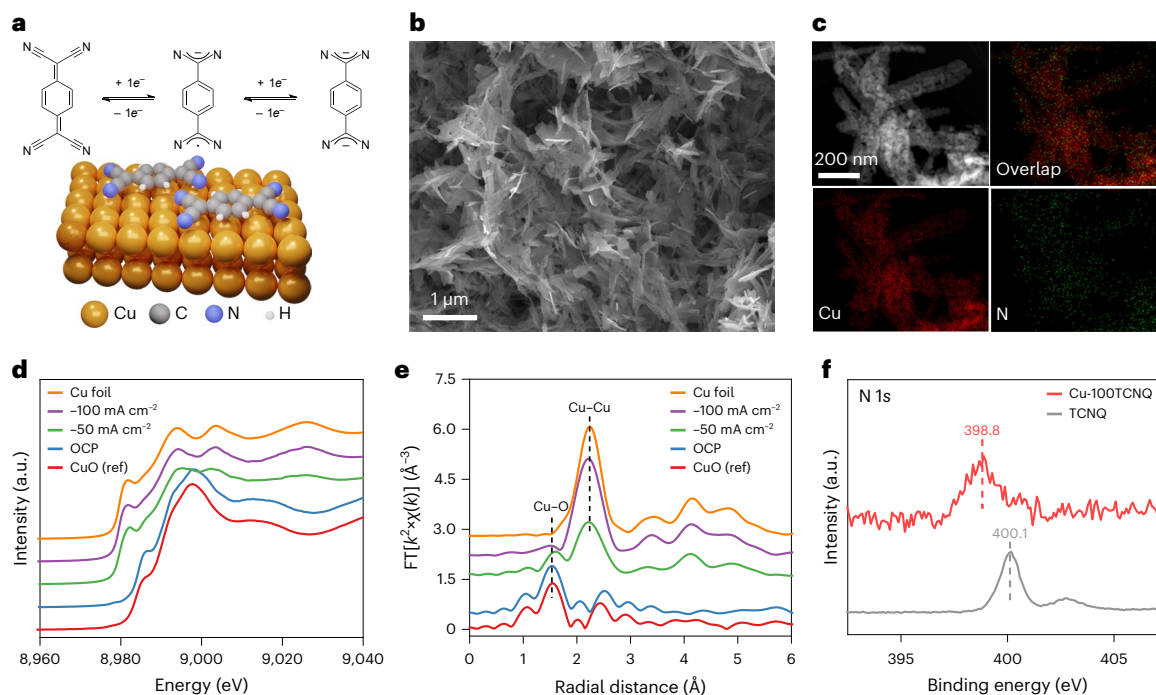 a
N N N N N N
+ 1e⁻ + 1e⁻
− 1e⁻ − 1e⁻
N N N N N N
Cu C N H
b
1 µm
c
200 nm
Overlap
Cu
N
d
Cu foil
−100 mA cm⁻²
−50 mA cm⁻²
OCP
CuO (ref)
Intensity (a.u.)
8,960 8,980 9,000 9,020 9,040
Energy (eV)
e
7.5
6.0
4.5
3.0
1.5
0
FT[k²×χ(k)] (Å⁻³)
Cu–Cu
Cu–O
Cu foil
−100 mA cm⁻²
−50 mA cm⁻²
OCP
CuO (ref)
0 1 2 3 4 5 6
Radial distance (Å)
f
N 1s
Cu-100TCNQ
TCNQ
398.8
400.1
Intensity (a.u.)
395 400 405
Binding energy (eV)